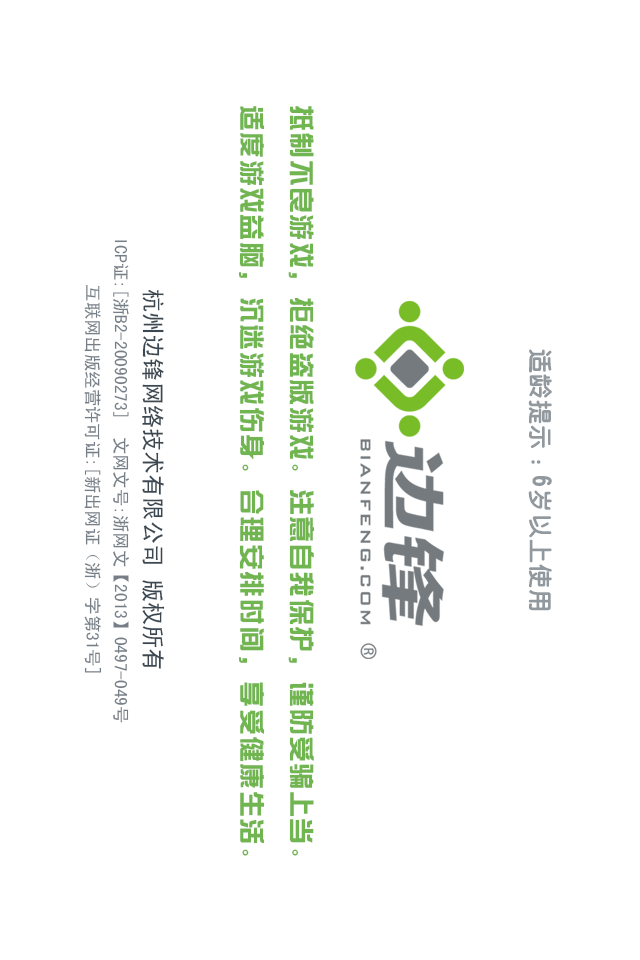 适龄提示：6岁以上使用
边锋
BIANFENG.COM ®
抵制不良游戏，拒绝盗版游戏。注意自我保护，谨防受骗上当。
适度游戏益脑，沉迷游戏伤身。合理安排时间，享受健康生活。
杭州边锋网络技术有限公司 版权所有
ICP证:[浙B2-20090273] 文网文号:浙网文【2013】0497-049号
互联网出版经营许可证:[新出网证（浙）字第31号]